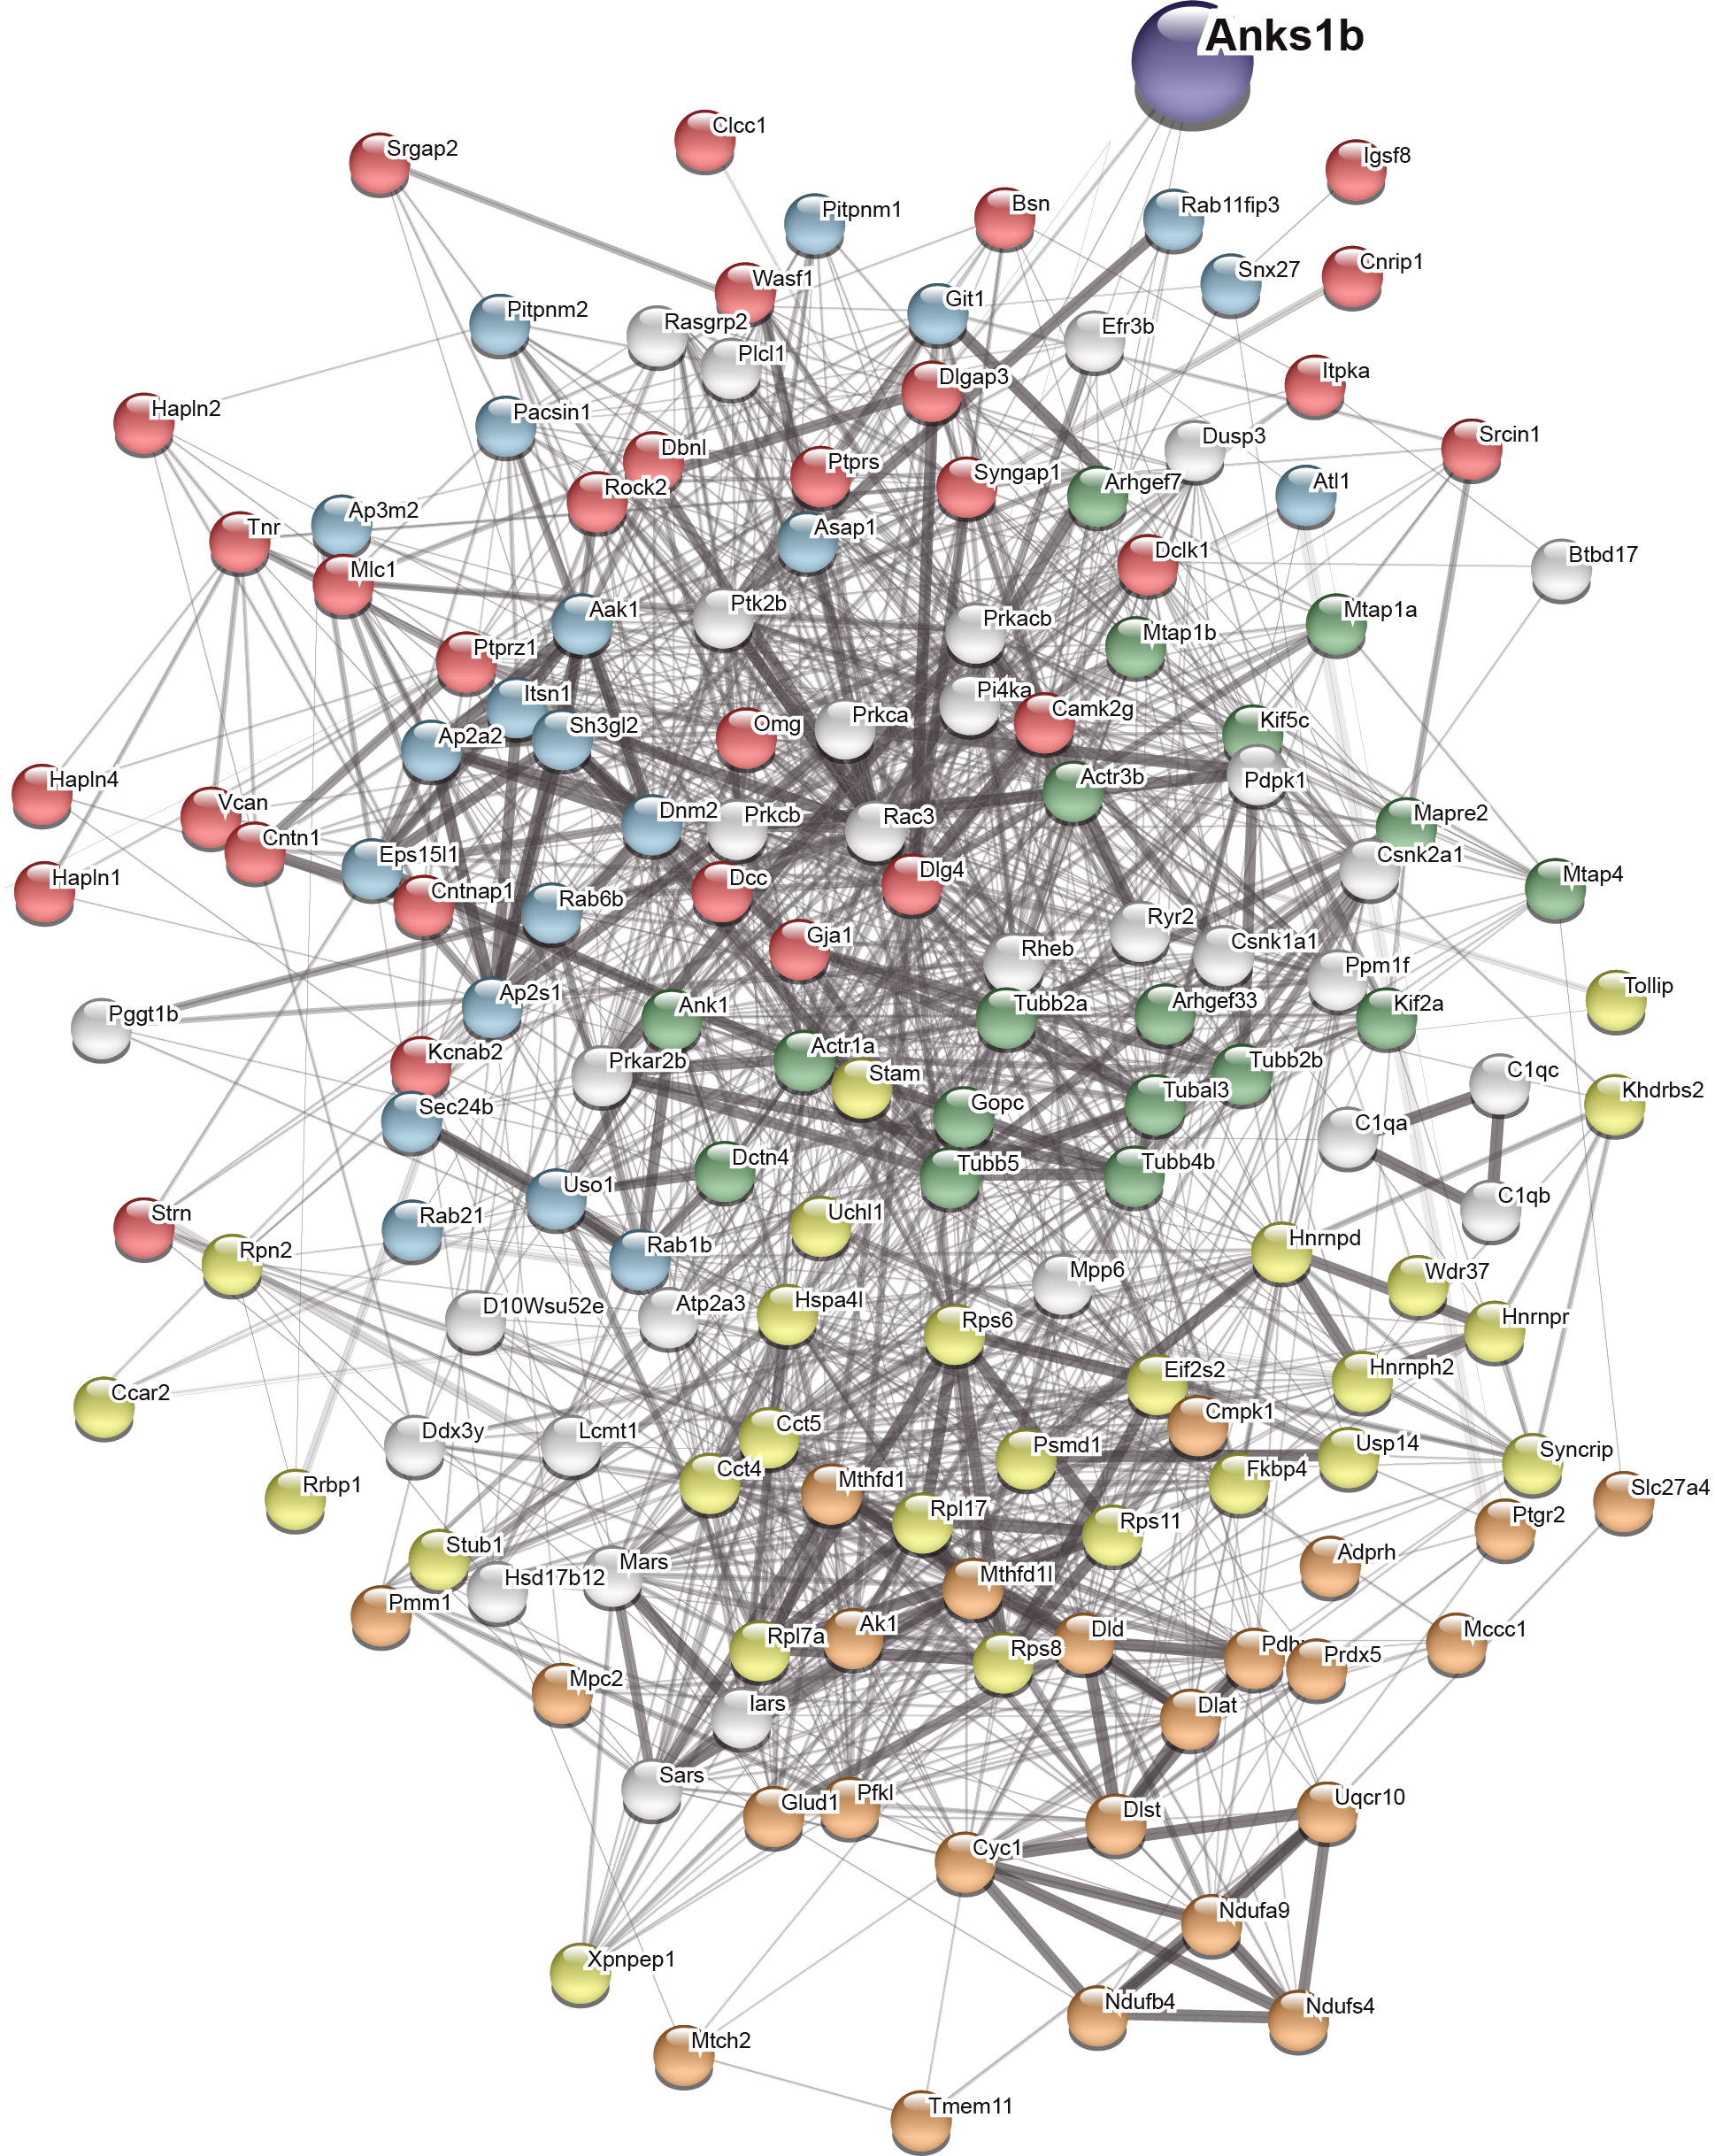 Anks1b
Clcc1
Srgap2
Igsf8
Pitpnm1
Bsn
Rab11fip3
Wasf1
Snx27
Cnrip1
Pitpnm2
Rasgrp2
Git1
Efr3b
Plcl1
Dlgap3
Itpka
Hapln2
Pacsin1
Dbnl
Ptprs
Syngap1
Dusp3
Srcin1
Rock2
Arhgef7
Atl1
Tnr
Ap3m2
Asap1
Dclk1
Btbd17
Mlc1
Aak1
Ptk2b
Prkacb
Mtap1b
Mtap1a
Ptprz1
Itsn1
Pi4ka
Sh3gl2
Omg
Prkca
Camk2g
Kif5c
Ap2a2
Hapln4
Vcan
Actr3b
Pdpk1
Dnm2
Prkcb
Rac3
Mapre2
Cntn1
Eps15l1
Csnk2a1
Hapln1
Cntnap1
Dcc
Dlg4
Mtap4
Rab6b
Gja1
Ryr2
Csnk1a1
Rheb
Ppm1f
Pggt1b
Ap2s1
Ank1
Tubb2a
Arhgef33
Kif2a
Tollip
Kcnab2
Prkar2b
Actr1a
Stam
Tubb2b
C1qc
Sec24b
Gopc
Tubal3
Khdrbs2
C1qa
Dctn4
Tubb5
Tubb4b
Uso1
C1qb
Strn
Rab21
Uchl1
Rpn2
Rab1b
Hnrnpd
Mpp6
Wdr37
D10Wsu52e
Atp2a3
Hspa4l
Rps6
Hnrnpr
Ccar2
Eif2s2
Hnrnph2
Cmpk1
Ddx3y
Lcmt1
Cct5
Psmd1
Usp14
Syncrip
Cct4
Mthfd1
Fkbp4
Rrbp1
Rpl17
Rps11
Slc27a4
Ptgr2
Stub1
Hsd17b12
Mars
Mthfd1l
Adprh
Pmm1
Rpl7a
Ak1
Rps8
Dld
Pdh
Prdx5
Mccc1
Mpc2
Iars
Dlat
Sars
Glud1
Pfkl
Dlst
Uqcr10
Cyc1
Ndufa9
Xpnpep1
Ndufb4
Ndufs4
Mtch2
Tmem11